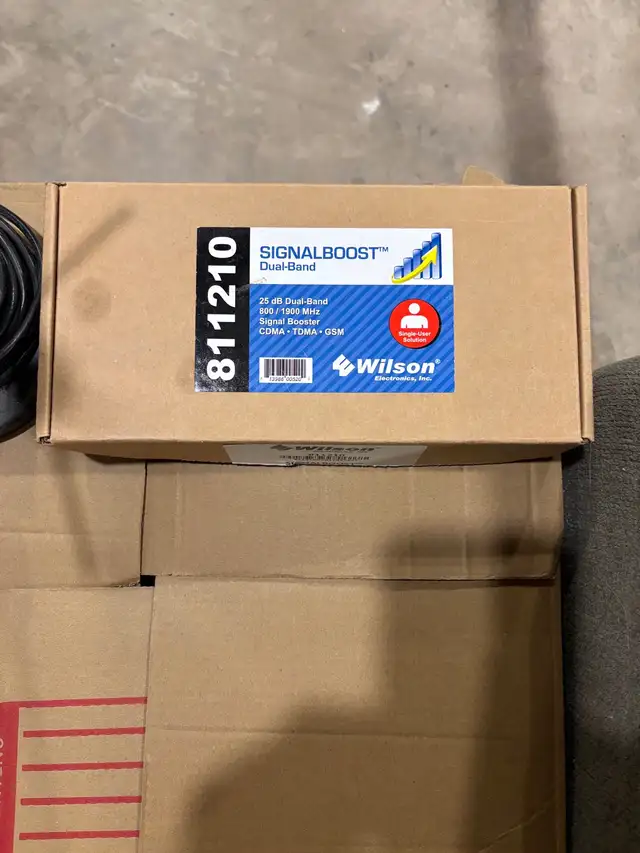 811210
SIGNALBOOST™
Dual-Band
25 dB Dual-Band
800 / 1900 MHz
Signal Booster
CDMA • TDMA • GSM
Single-User
Solution
Wilson®
Electronics, Inc.
Wilson